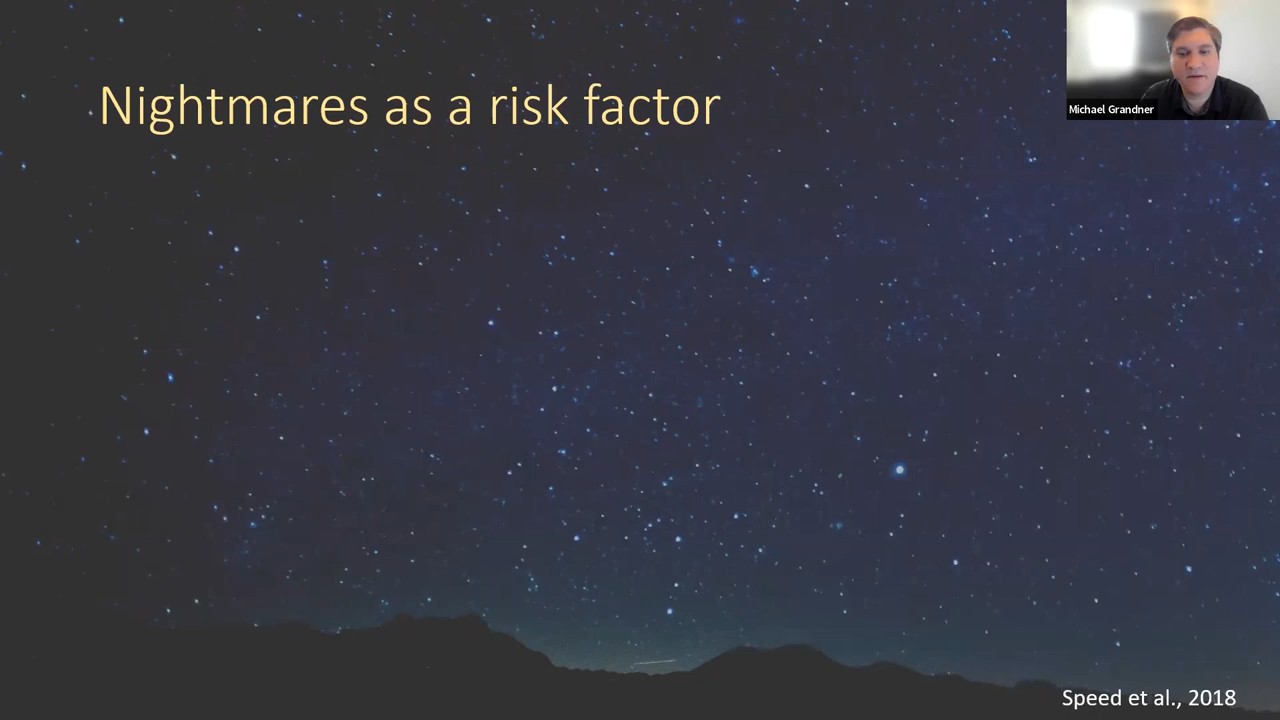 Nightmares as a risk factor
Michael Grandner
Speed et al., 2018